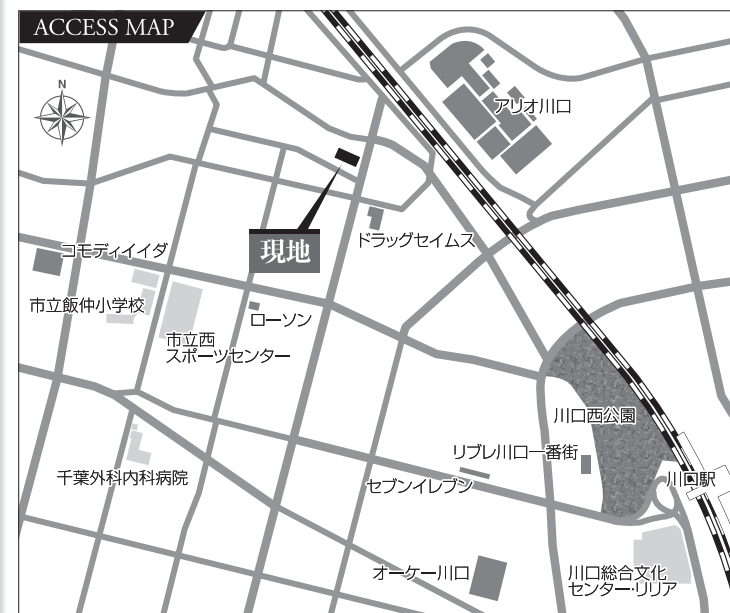 ACCESS MAP
N
アリオ川口
現地
ドラッグセイムス
コモディイイダ
市立飯仲小学校
ローソン
市立西
スポーツセンター
川口西公園
リブレ川口一番街
千葉外科内科病院
セブンイレブン
川口駅
オーケー川口
川口総合文化
センター・リリア